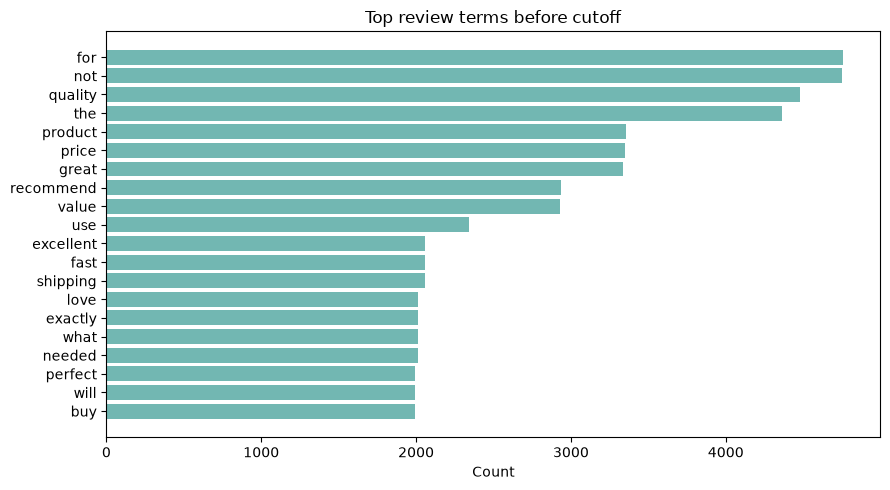 Top review terms before cutoff
for
not
quality
the
product
price
great
recommend
value
use
excellent
fast
shipping
love
exactly
what
needed
perfect
will
buy
0 1000 2000 3000 4000
Count